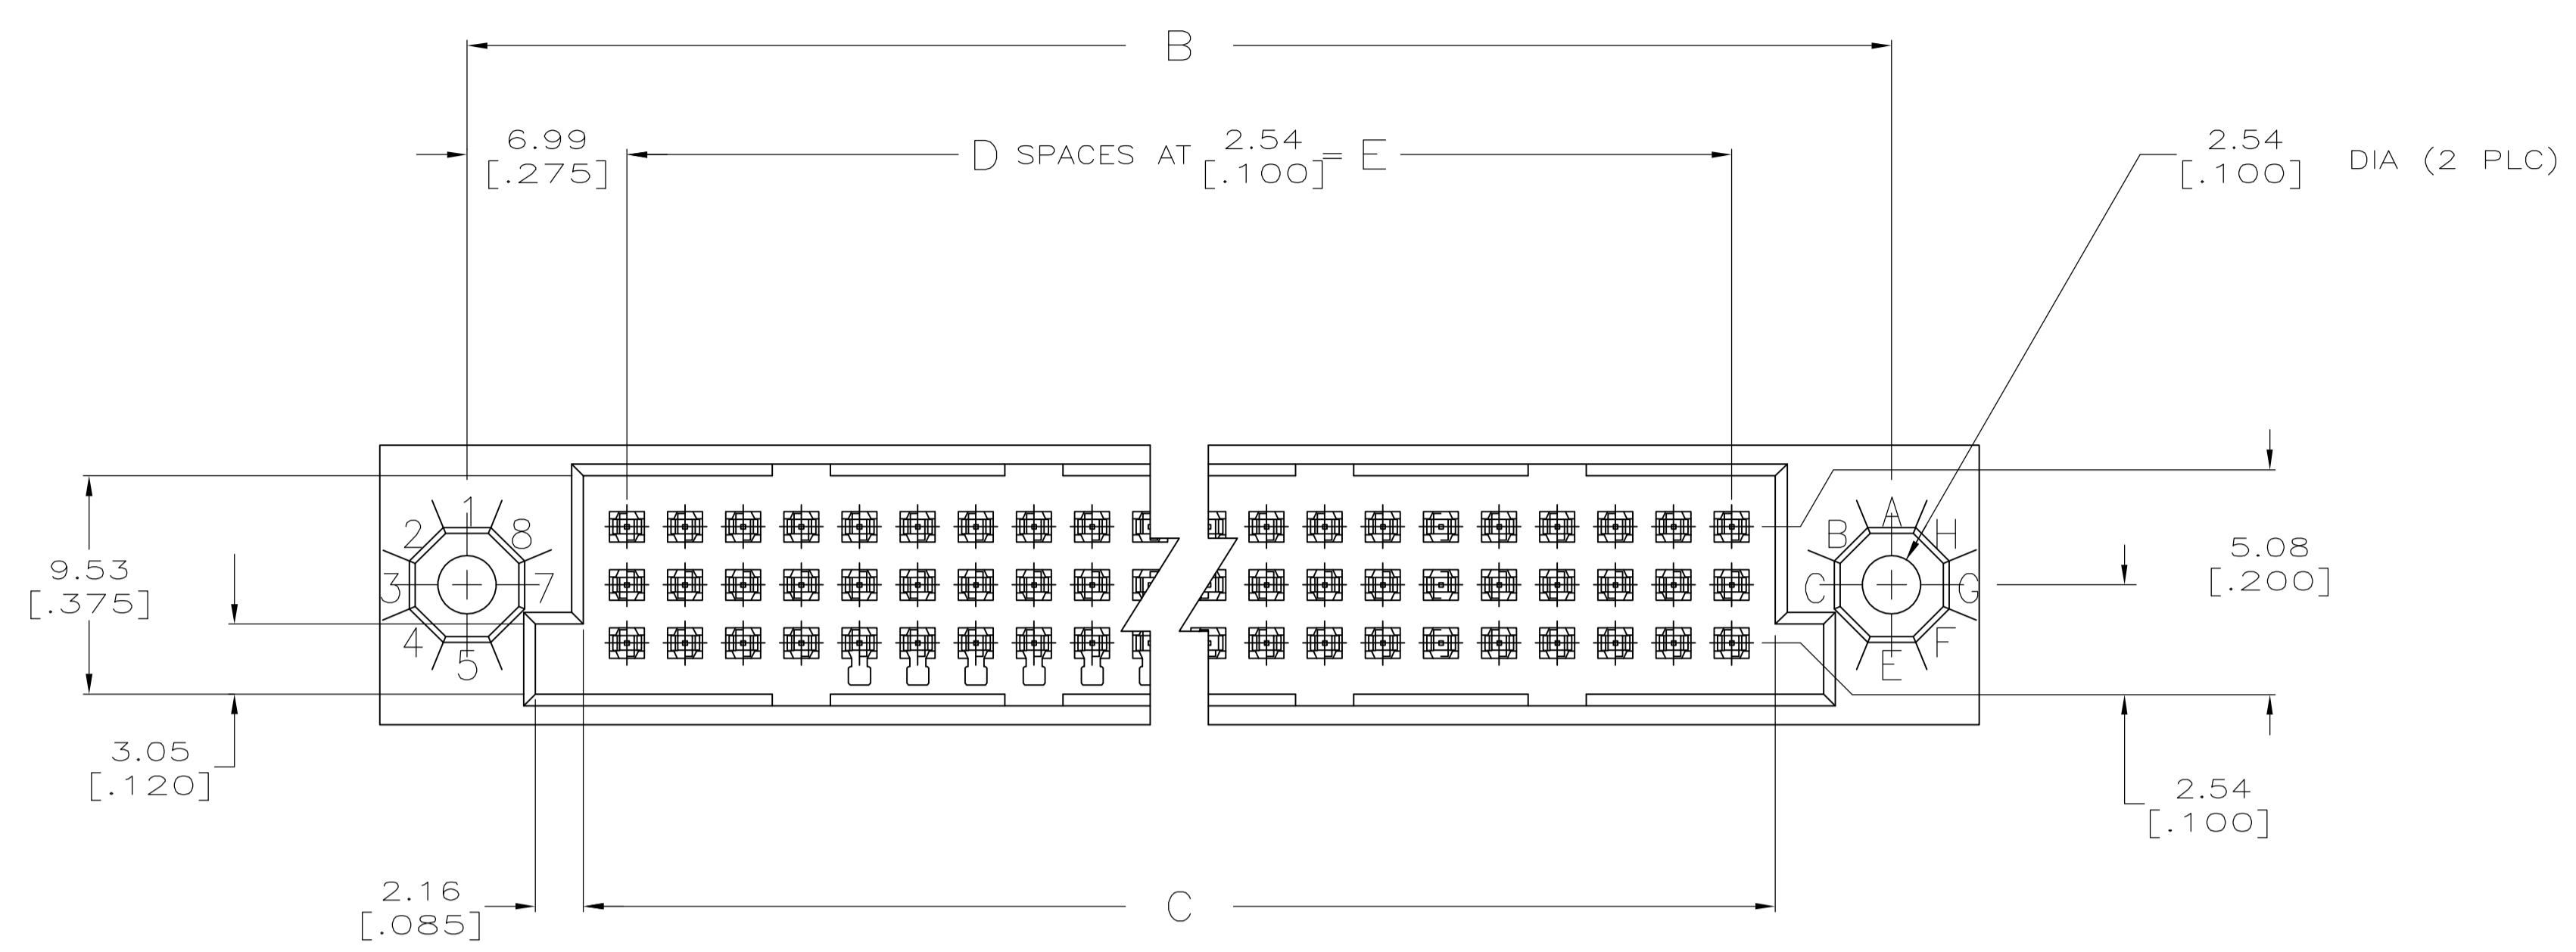 B
6.99
[.275]
D SPACES AT 2.54 [.100] = E
2.54
[.100] DIA (2 PLC)
1
2 8
3 7
4
5
A
B H
C G
F
E
9.53
[.375]
5.08
[.200]
3.05
[.120]
2.54
[.100]
2.16
[.085]
C